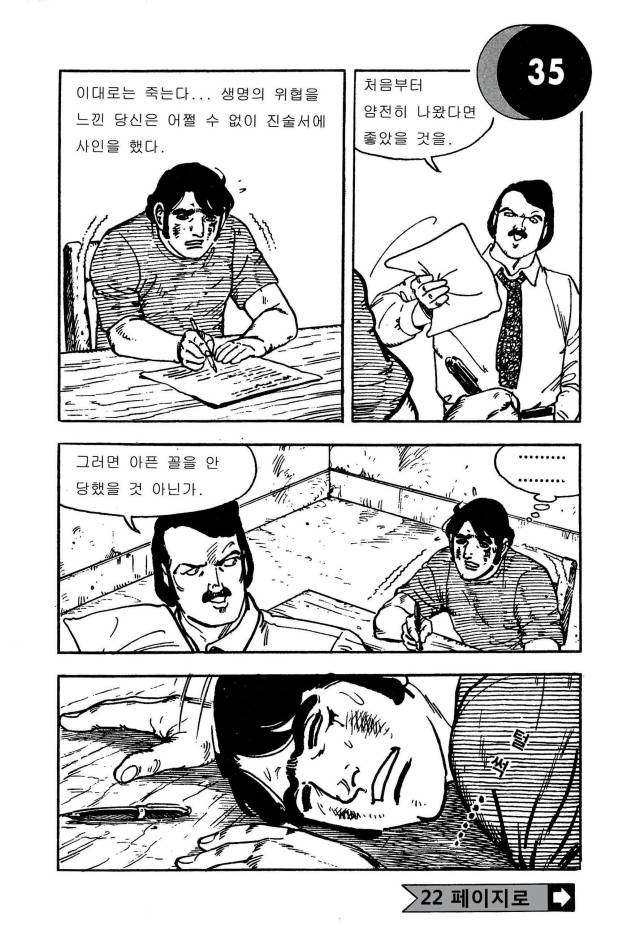 35
이대로는 죽는다... 생명의 위협을
느낀 당신은 어쩔 수 없이 진술서에
사인을 했다.
처음부터
얌전히 나왔다면
좋았을 것을.
그러면 아픈 꼴을 안
당했을 것 아닌가.
..........
..........
털
썩
22 페이지로